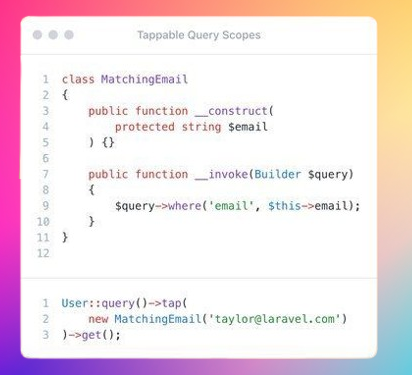 Tappable Query Scopes
1 class MatchingEmail
2 {
3     public function __construct(
4         protected string $email
5     ) {}
6
7     public function __invoke(Builder $query)
8     {
9         $query->where('email', $this->email);
10     }
11 }
12
1 User::query()->tap(
2     new MatchingEmail('taylor@laravel.com')
3 )->get();